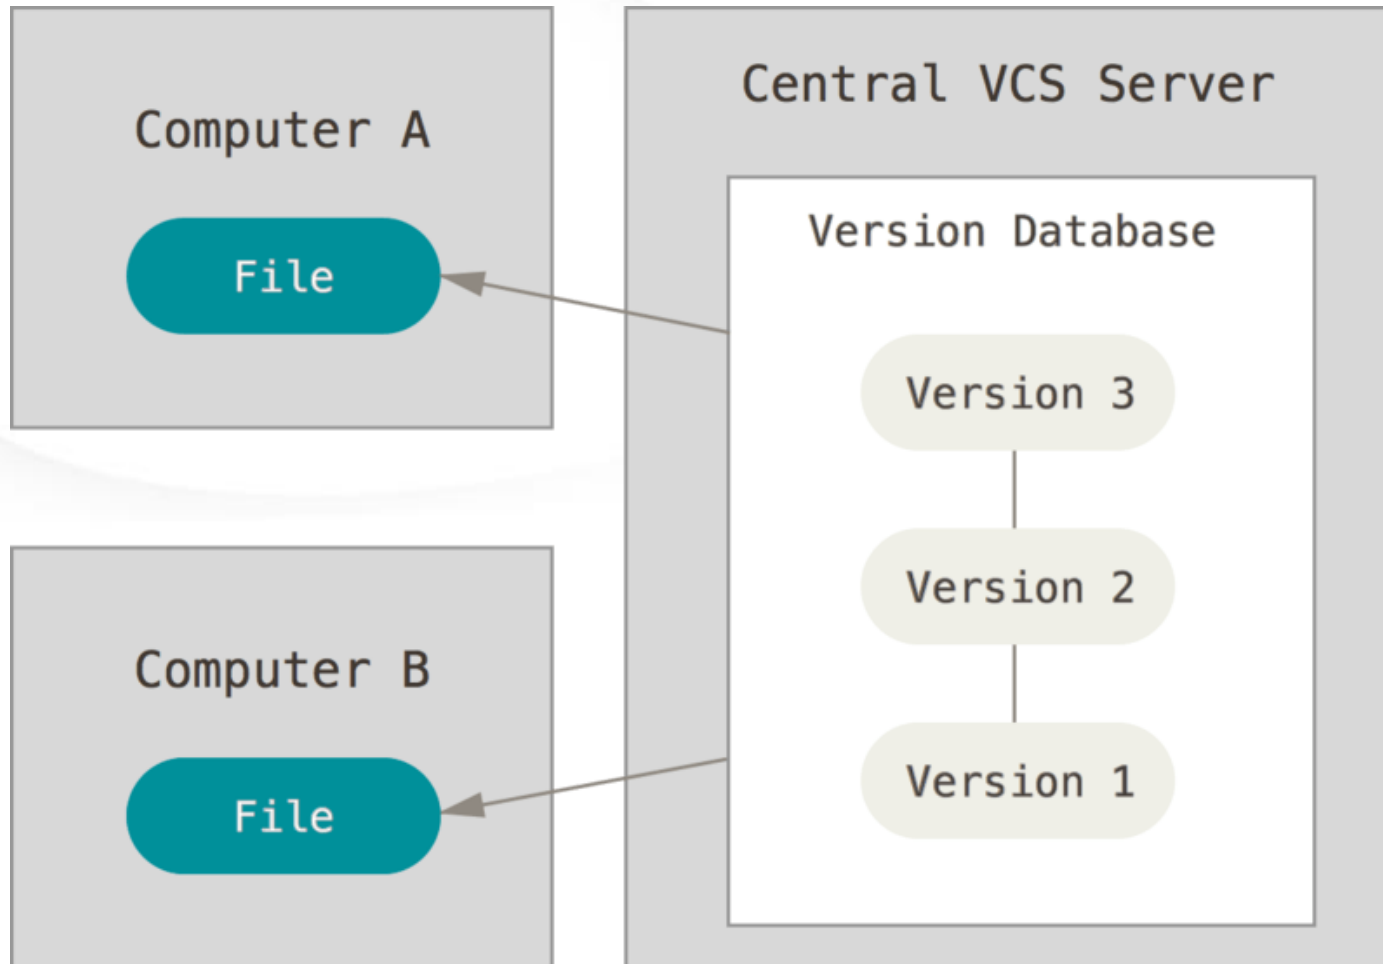 Computer A
File
Computer B
File
Central VCS Server
Version Database
Version 3
Version 2
Version 1